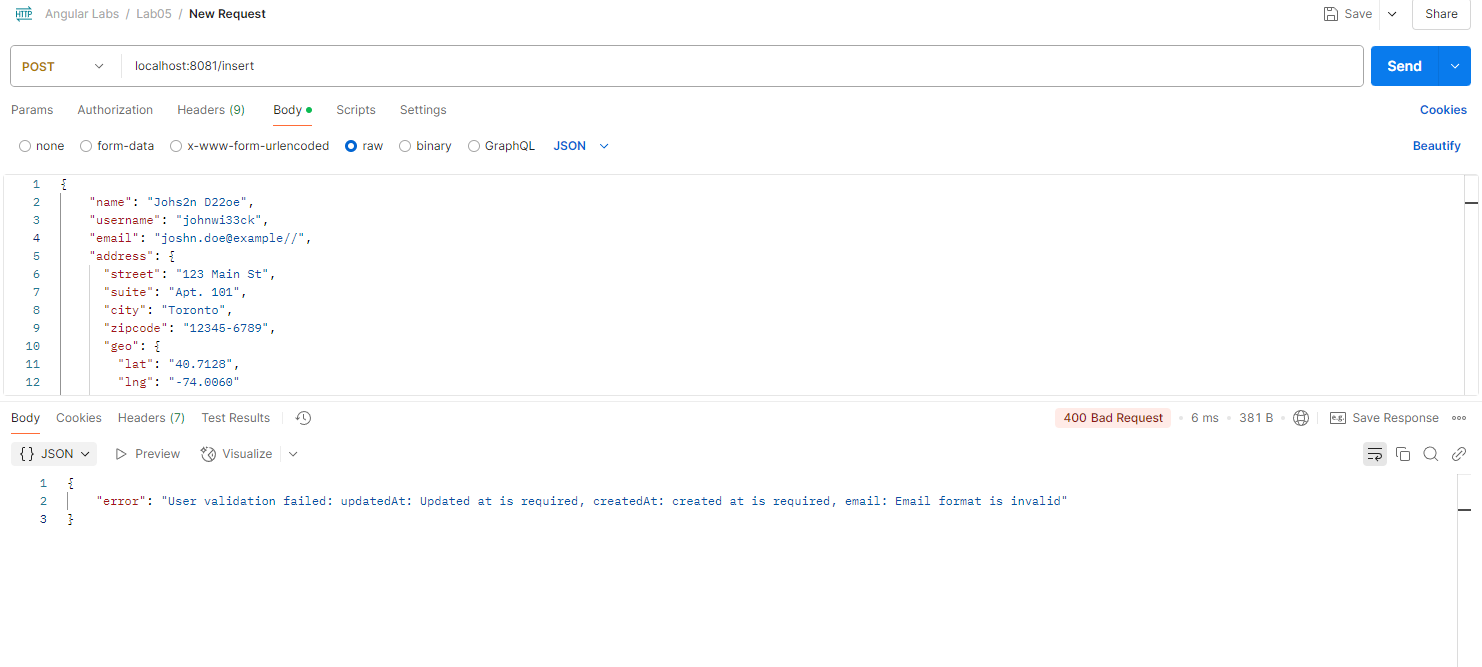 HTTP Angular Labs / Lab05 / New Request Save Share
POST localhost:8081/insert Send
Params Authorization Headers (9) Body Scripts Settings Cookies
none form-data x-www-form-urlencoded raw binary GraphQL JSON Beautify
1 {
2 "name": "Johs2n D22oe",
3 "username": "johnwi33ck",
4 "email": "joshn.doe@example//",
5 "address": {
6 "street": "123 Main St",
7 "suite": "Apt. 101",
8 "city": "Toronto",
9 "zipcode": "12345-6789",
10 "geo": {
11 "lat": "40.7128",
12 "lng": "-74.0060"
Body Cookies Headers (7) Test Results 400 Bad Request • 6 ms • 381 B • e.g. Save Response
{} JSON Preview Visualize
1 {
2 "error": "User validation failed: updatedAt: Updated at is required, createdAt: created at is required, email: Email format is invalid"
3 }